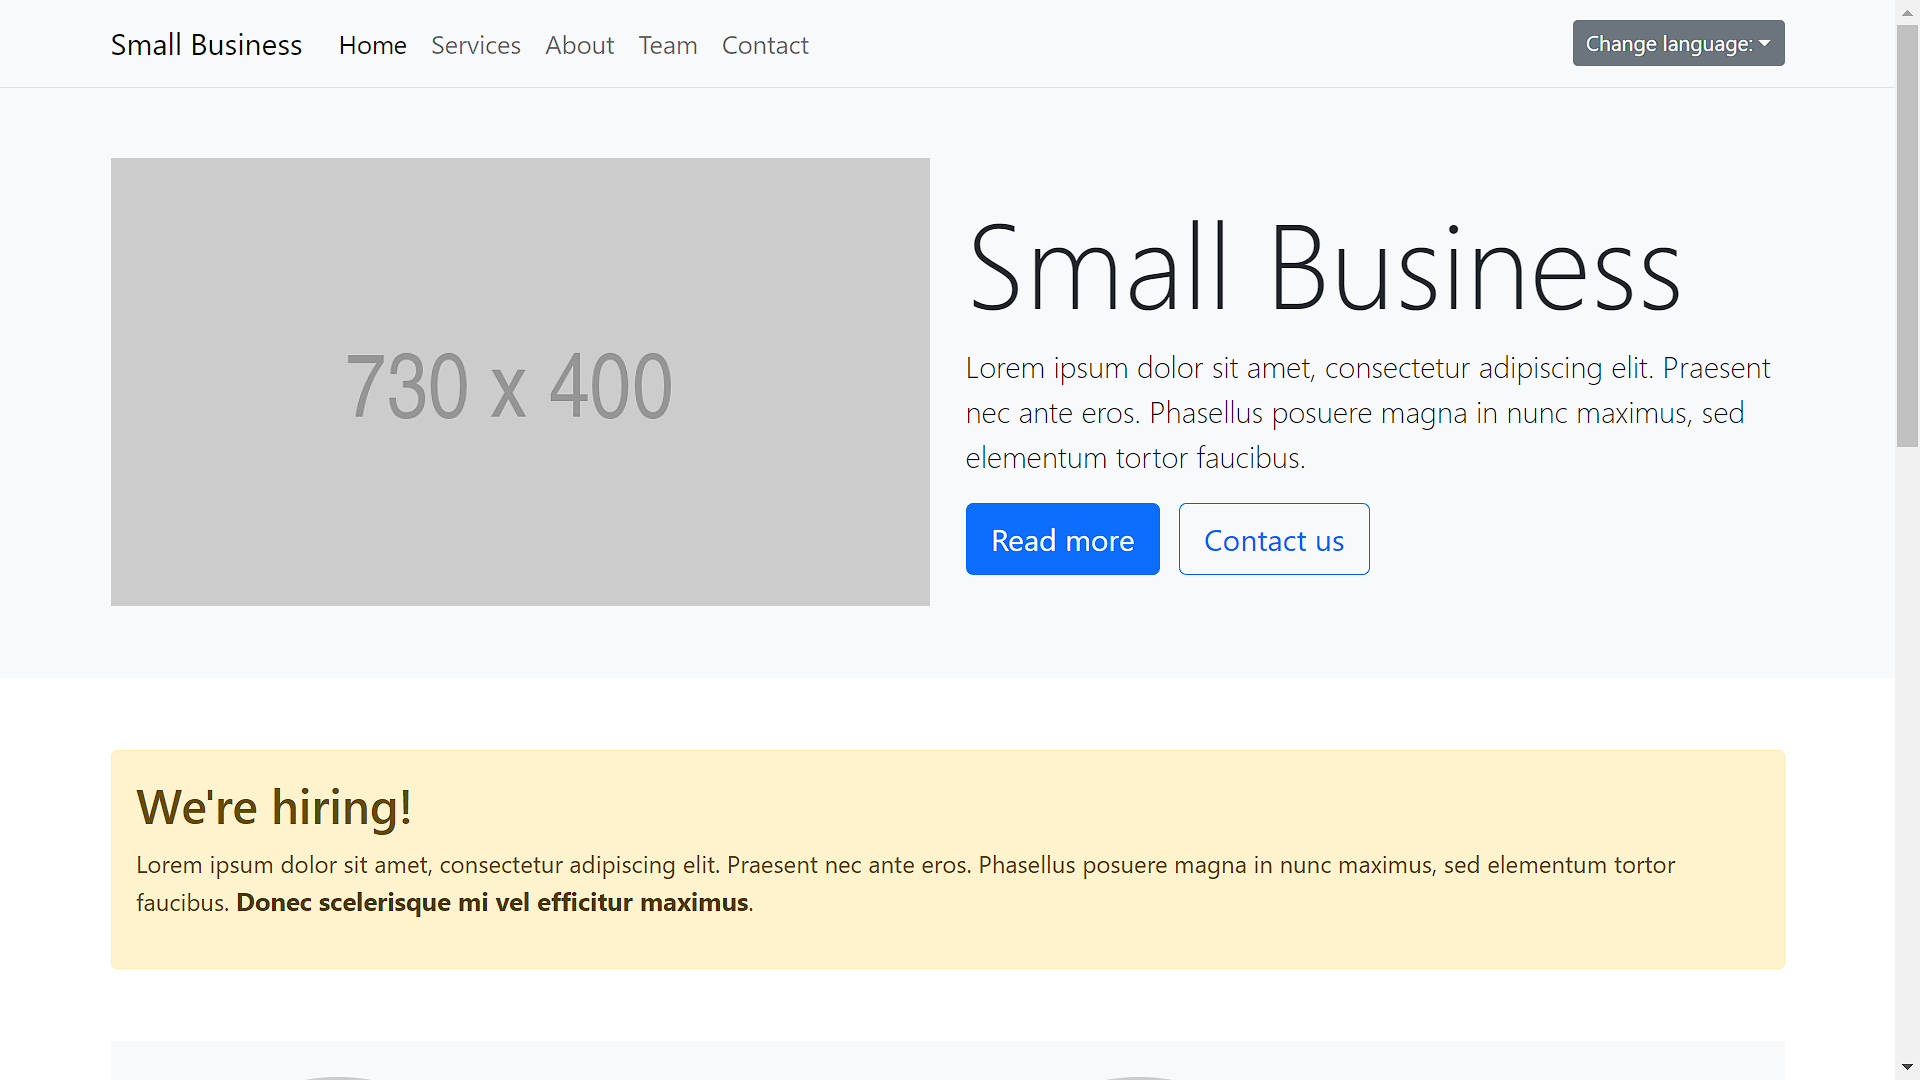 Small Business Home Services About Team Contact Change language:
730 x 400
Small Business
Lorem ipsum dolor sit amet, consectetur adipiscing elit. Praesent
nec ante eros. Phasellus posuere magna in nunc maximus, sed
elementum tortor faucibus.
Read more Contact us
We're hiring!
Lorem ipsum dolor sit amet, consectetur adipiscing elit. Praesent nec ante eros. Phasellus posuere magna in nunc maximus, sed elementum tortor
faucibus. Donec scelerisque mi vel efficitur maximus.